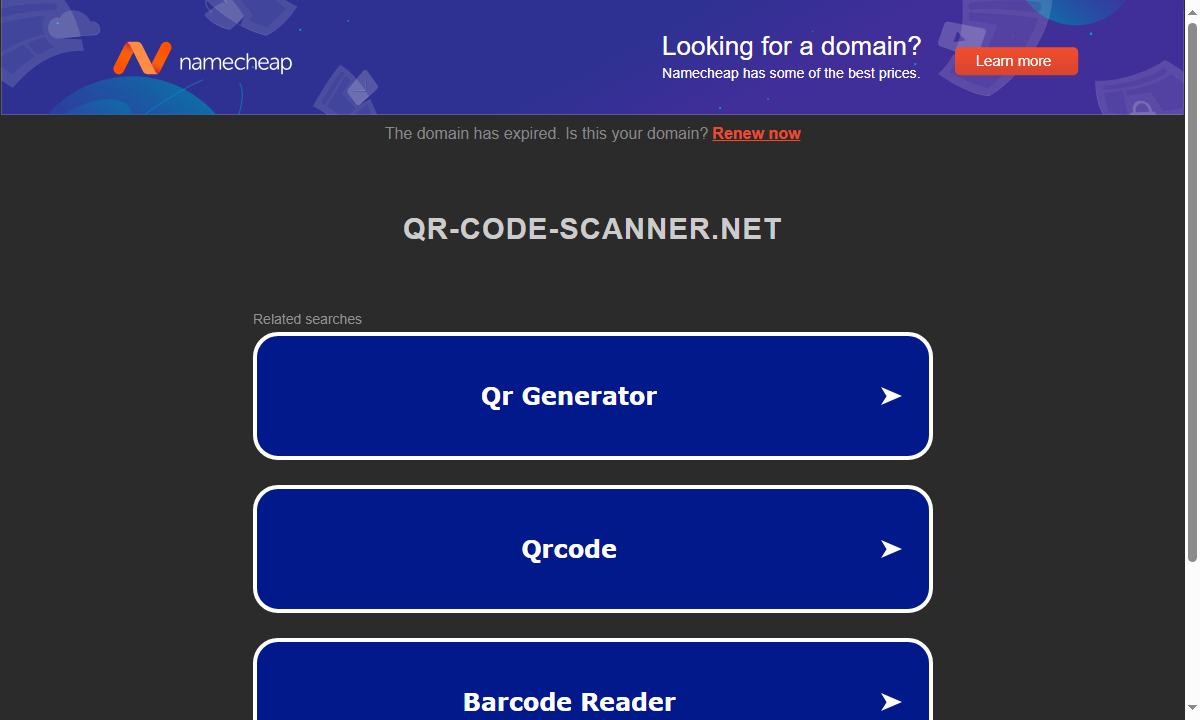 namecheap
Looking for a domain?
Namecheap has some of the best prices.
Learn more
The domain has expired. Is this your domain? Renew now
QR-CODE-SCANNER.NET
Related searches
Qr Generator
Qrcode
Barcode Reader